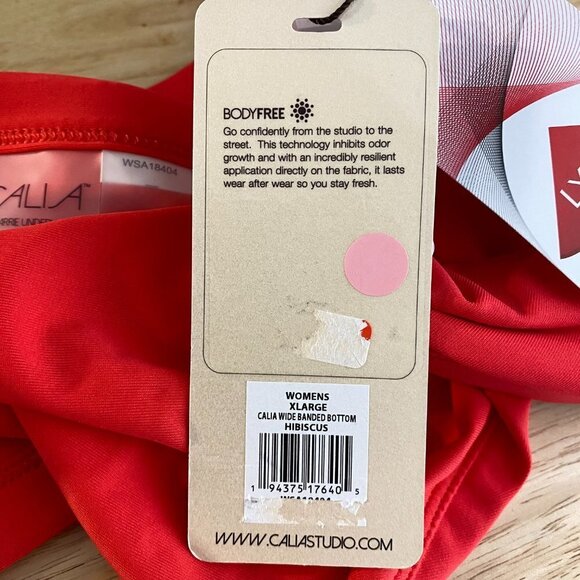 BODYFREE
Go confidently from the studio to the
street. This technology inhibits odor
growth and with an incredibly resilient
application directly on the fabric, it lasts
wear after wear so you stay fresh.
WSA18404
CALIA™
WOMENS
XLARGE
CALIA WIDE BANDED BOTTOM
HIBISCUS
1 94375 17640 5
WWW.CALIASTUDIO.COM